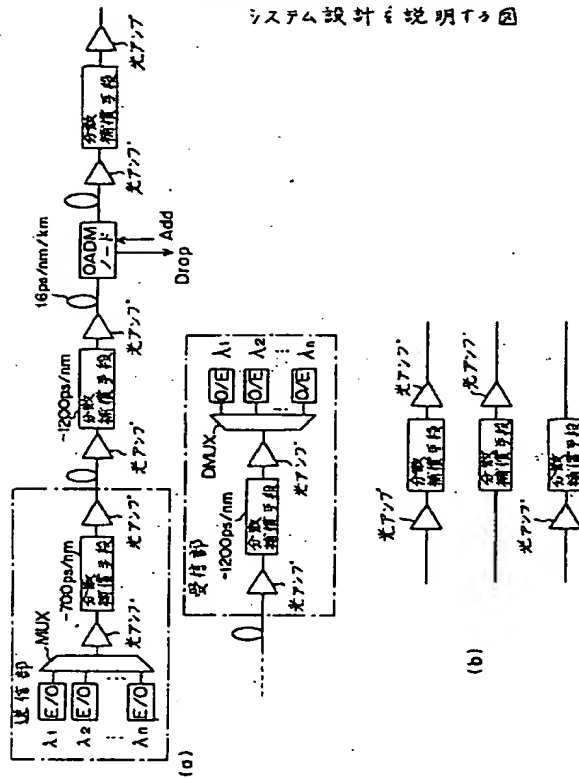 システム設計を説明する図
(a)
送信部
λ1
E/O
λ2
E/O
λn
E/O
MUX
光アンプ
-700ps/nm
分散
補償手段
光アンプ
光アンプ
-1200ps/nm
分散
補償手段
光アンプ
16ps/nm/km
OADM
ノード
Add
Drop
光アンプ
分散
補償手段
光アンプ
受信部
光アンプ
-1200ps/nm
分散
補償手段
光アンプ
DMUX
O/E
λ1
O/E
λ2
O/E
λn
(b)
光アンプ
分散
補償手段
光アンプ
分散
補償手段
光アンプ
光アンプ
分散
補償手段